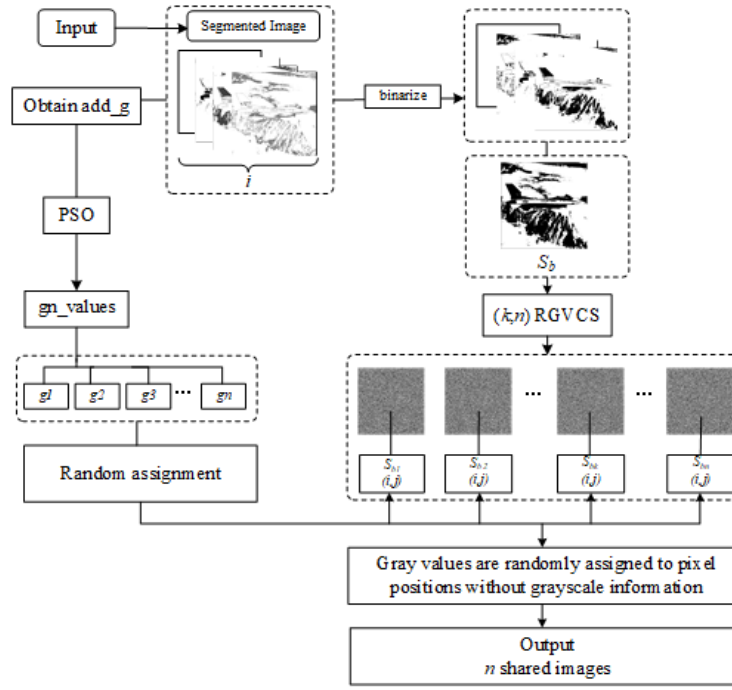 Input
Segmented Image
Obtain add_g
binarize
i
PSO
S_b
gn_values
(k,n) RGVCS
g1 g2 g3 ... gn
... ...
Random assignment
S_b1 (i,j)
S_b2 (i,j)
S_bk (i,j)
S_bn (i,j)
Gray values are randomly assigned to pixel
positions without grayscale information
Output
n shared images